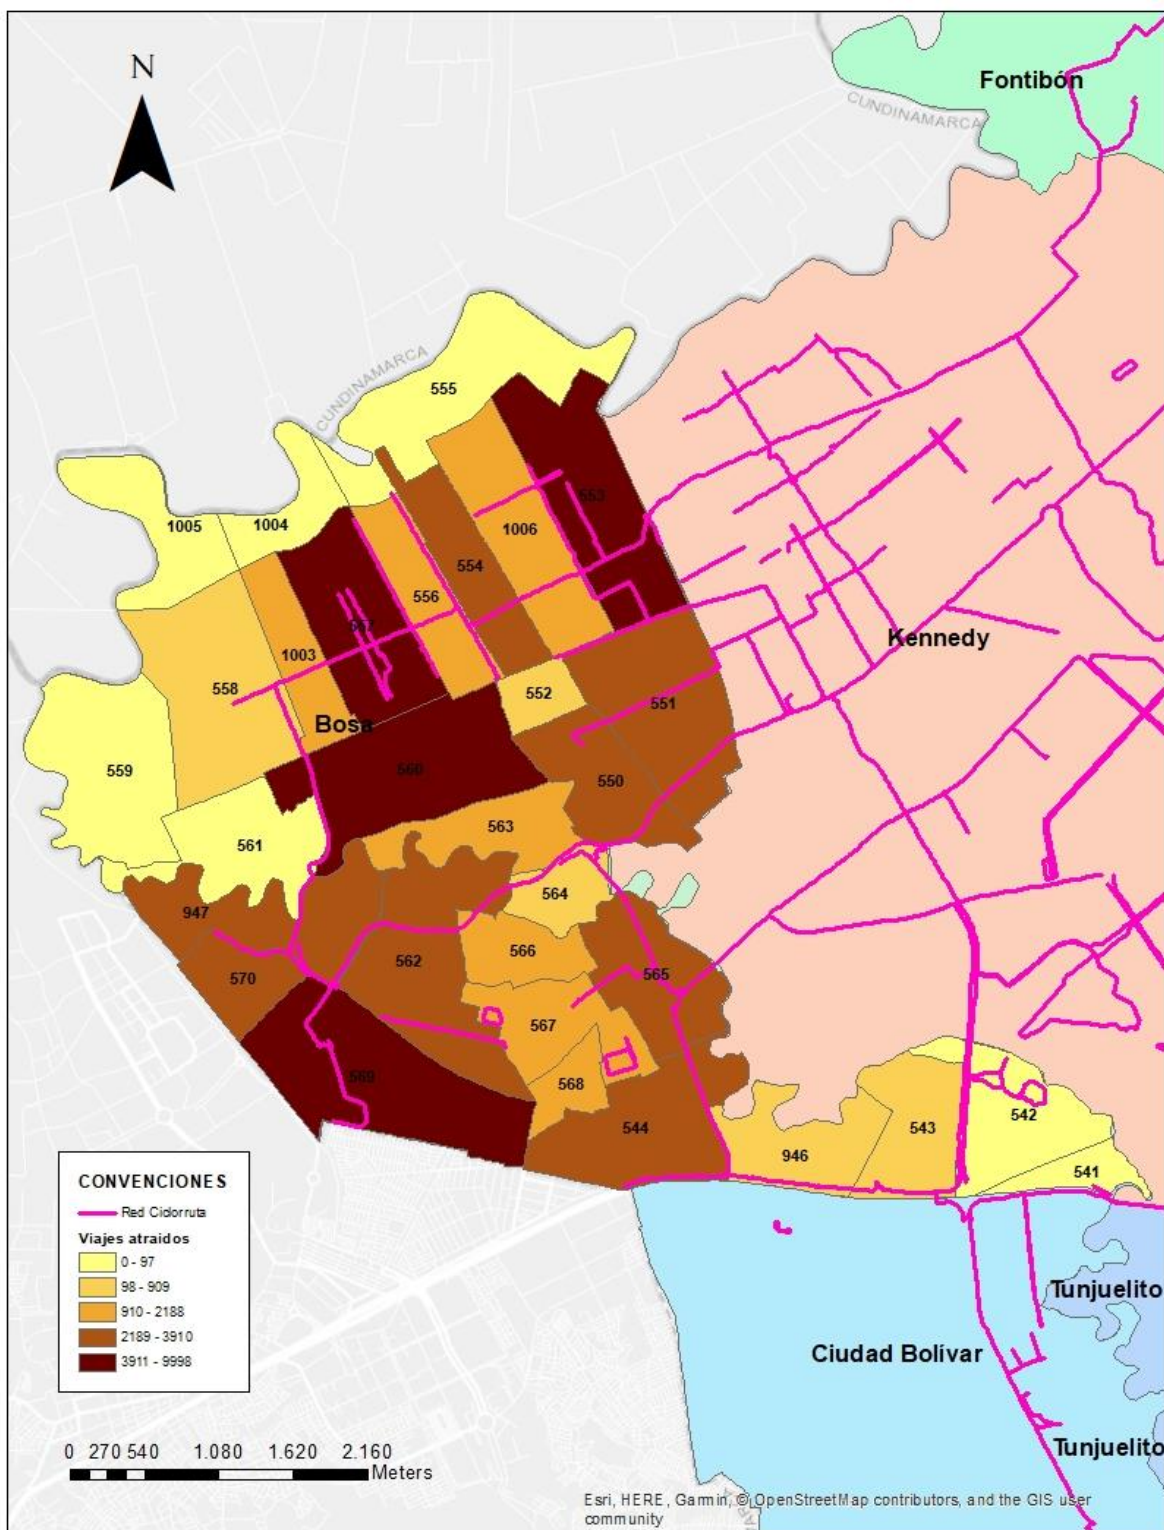 N
Fontibón
CUNDINAMARCA
CUNDINAMARCA
555
553
1005
1004
1006
554
556
557
Kennedy
1003
558
552
551
Bosa
559
560
550
563
561
564
947
566
562
570
565
567
569
568
544
542
543
946
541
CONVENCIONES
Red Ciclorruta
Viajes atraidos
0 - 97
98 - 909
910 - 2188
2189 - 3910
3911 - 9998
Tunjuelito
Ciudad Bolívar
Tunjuelito
0 270 540 1.080 1.620 2.160
Meters
Esri, HERE, Garmin, © OpenStreetMap contributors, and the GIS user
community